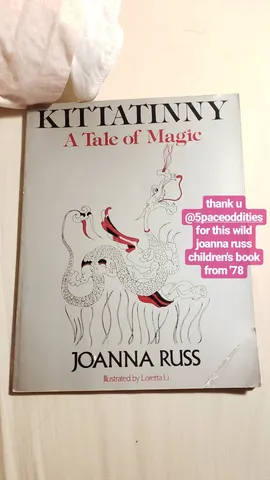 KITTATINNY
A Tale of Magic
thank u
@5paceoddities
for this wild
joanna russ
children's book
from '78
JOANNA RUSS
Illustrated by Loretta Li